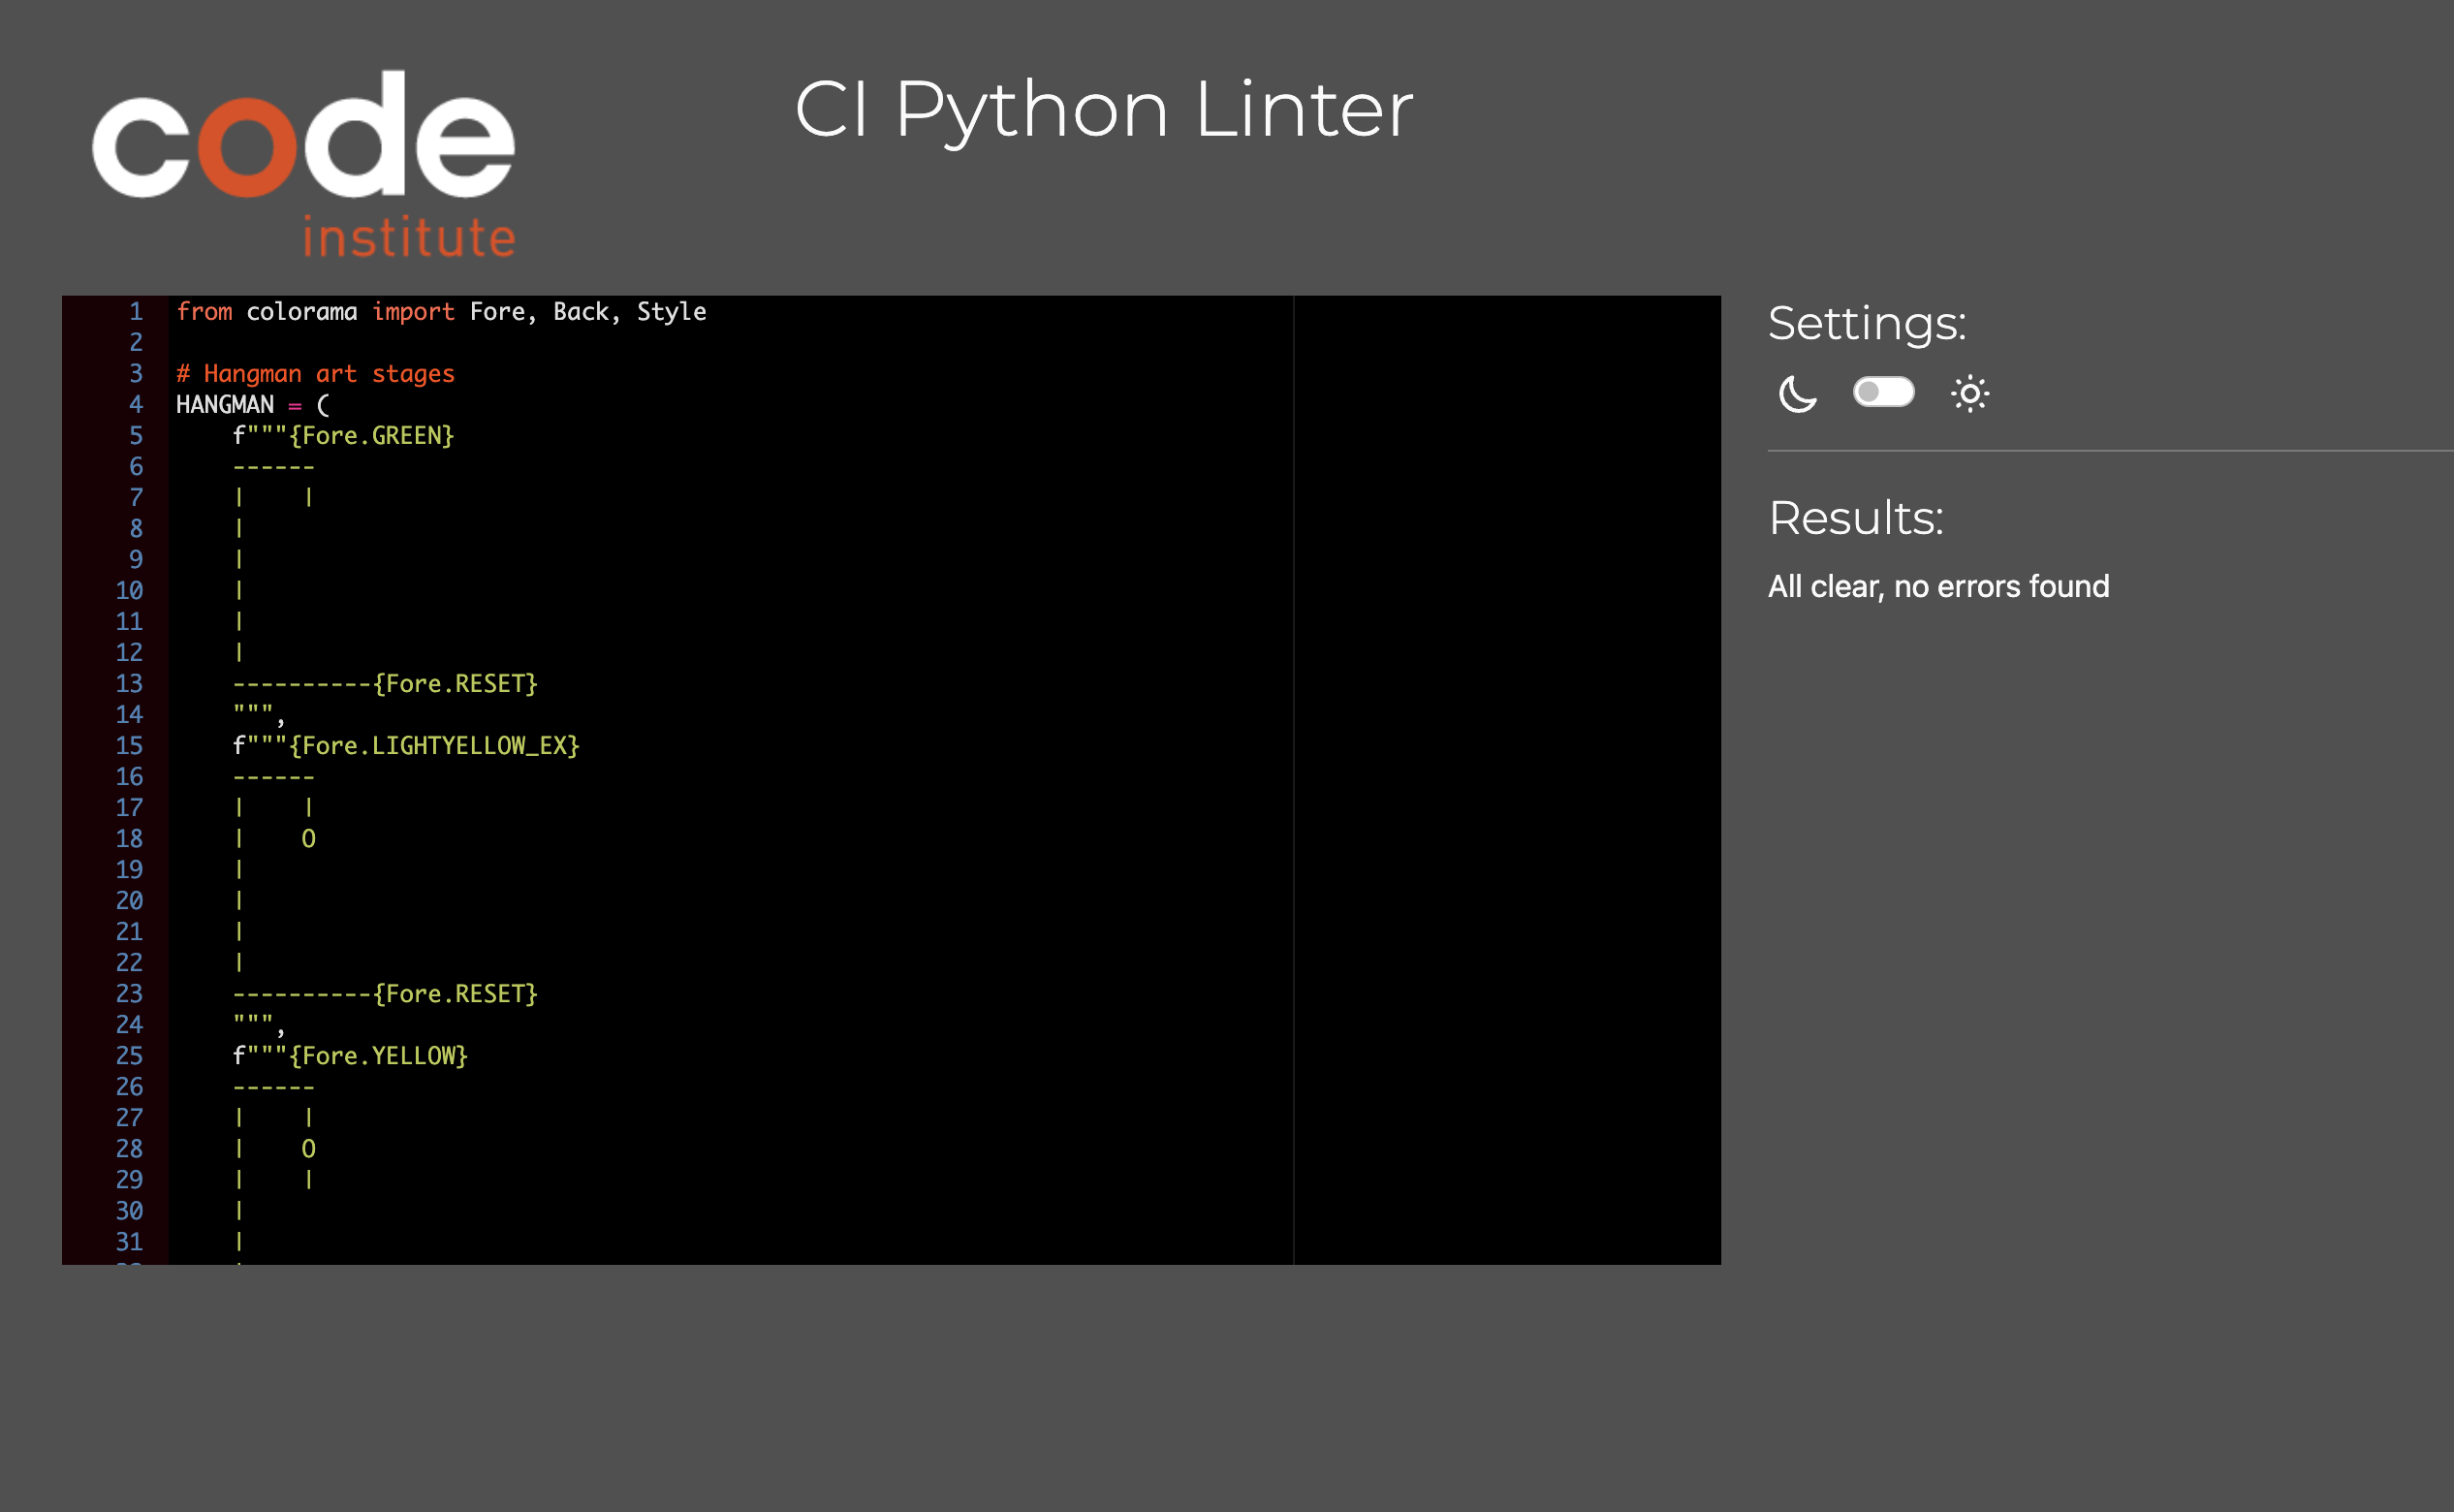 code
institute
CI Python Linter
1 from colorama import Fore, Back, Style
2
3 # Hangman art stages
4 HANGMAN = (
5     f"""{Fore.GREEN}
6     ------
7     |    |
8     |
9     |
10     |
11     |
12     |
13     ----------{Fore.RESET}
14     """,
15     f"""{Fore.LIGHTYELLOW_EX}
16     ------
17     |    |
18     |    O
19     |
20     |
21     |
22     |
23     ----------{Fore.RESET}
24     """,
25     f"""{Fore.YELLOW}
26     ------
27     |    |
28     |    O
29     |    |
30     |
31     |
Settings:
Results:
All clear, no errors found